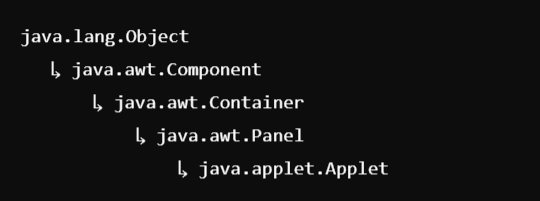 java.lang.Object
↳ java.awt.Component
↳ java.awt.Container
↳ java.awt.Panel
↳ java.applet.Applet